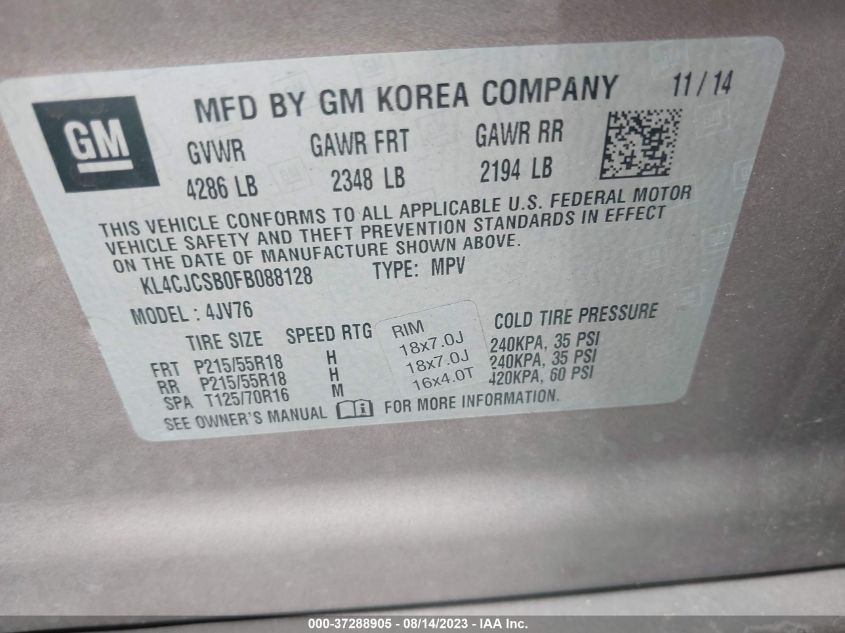 GM
MFD BY GM KOREA COMPANY 11/14
GVWR GAWR FRT GAWR RR
4286 LB 2348 LB 2194 LB
THIS VEHICLE CONFORMS TO ALL APPLICABLE U.S. FEDERAL MOTOR
VEHICLE SAFETY AND THEFT PREVENTION STANDARDS IN EFFECT
ON THE DATE OF MANUFACTURE SHOWN ABOVE.
KL4CJCSB0FB088128 TYPE: MPV
MODEL : 4JV76
TIRE SIZE SPEED RTG RIM COLD TIRE PRESSURE
FRT P215/55R18 H 18x7.0J 240KPA, 35 PSI
RR P215/55R18 H 18x7.0J 240KPA, 35 PSI
SPA T125/70R16 M 16x4.0T 420KPA, 60 PSI
SEE OWNER'S MANUAL i FOR MORE INFORMATION.
000-37288905 - 08/14/2023 - IAA Inc.